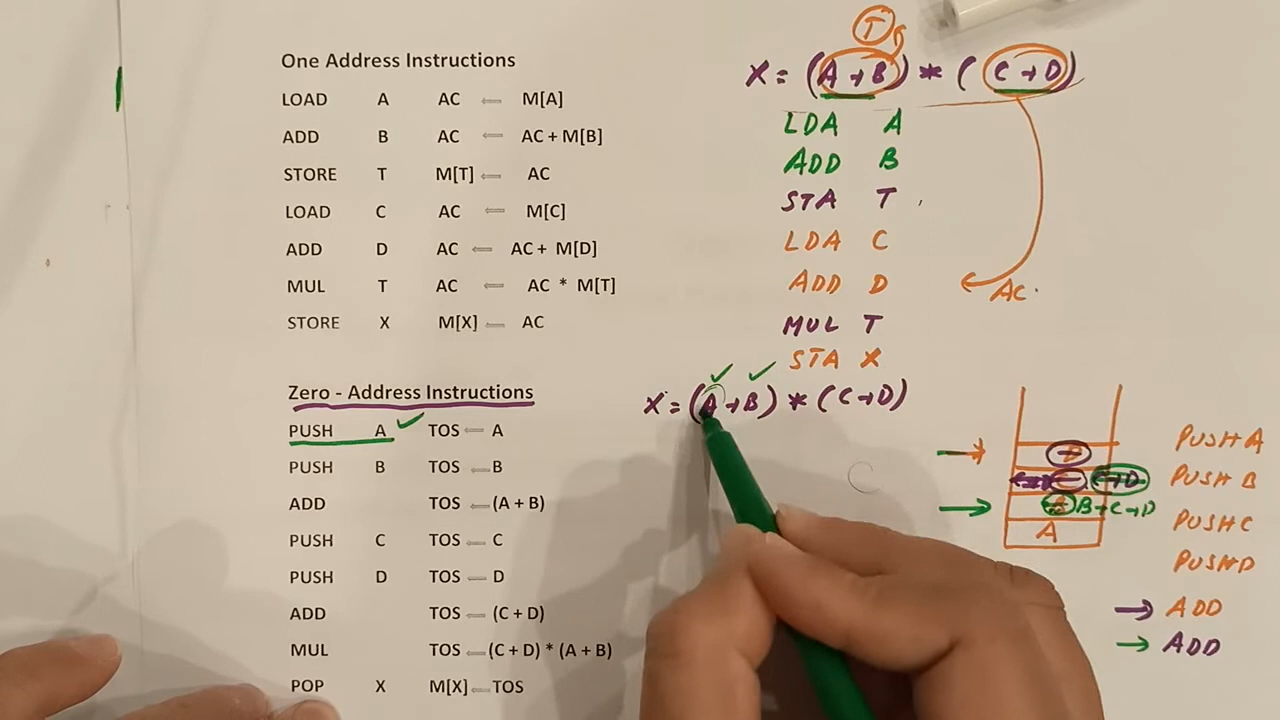 One Address Instructions
LOAD A AC ⇐ M[A]
ADD B AC ⇐ AC + M[B]
STORE T M[T] ⇐ AC
LOAD C AC ⇐ M[C]
ADD D AC ⇐ AC + M[D]
MUL T AC ⇐ AC * M[T]
STORE X M[X] ⇐ AC
Zero - Address Instructions
PUSH A TOS ⇐ A
PUSH B TOS ⇐ B
ADD TOS ⇐ (A + B)
PUSH C TOS ⇐ C
PUSH D TOS ⇐ D
ADD TOS ⇐ (C + D)
MUL TOS ⇐ (C + D) * (A + B)
POP X M[X] ⇐ TOS
T
X = (A + B) * (C + D)
LDA A
ADD B
STA T
LDA C
ADD D
AC
MUL T
STA X
X = (A + B) * (C + D)
C + D
B + C + D
A
PUSH A
PUSH B
PUSH C
PUSH D
→ ADD
→ ADD